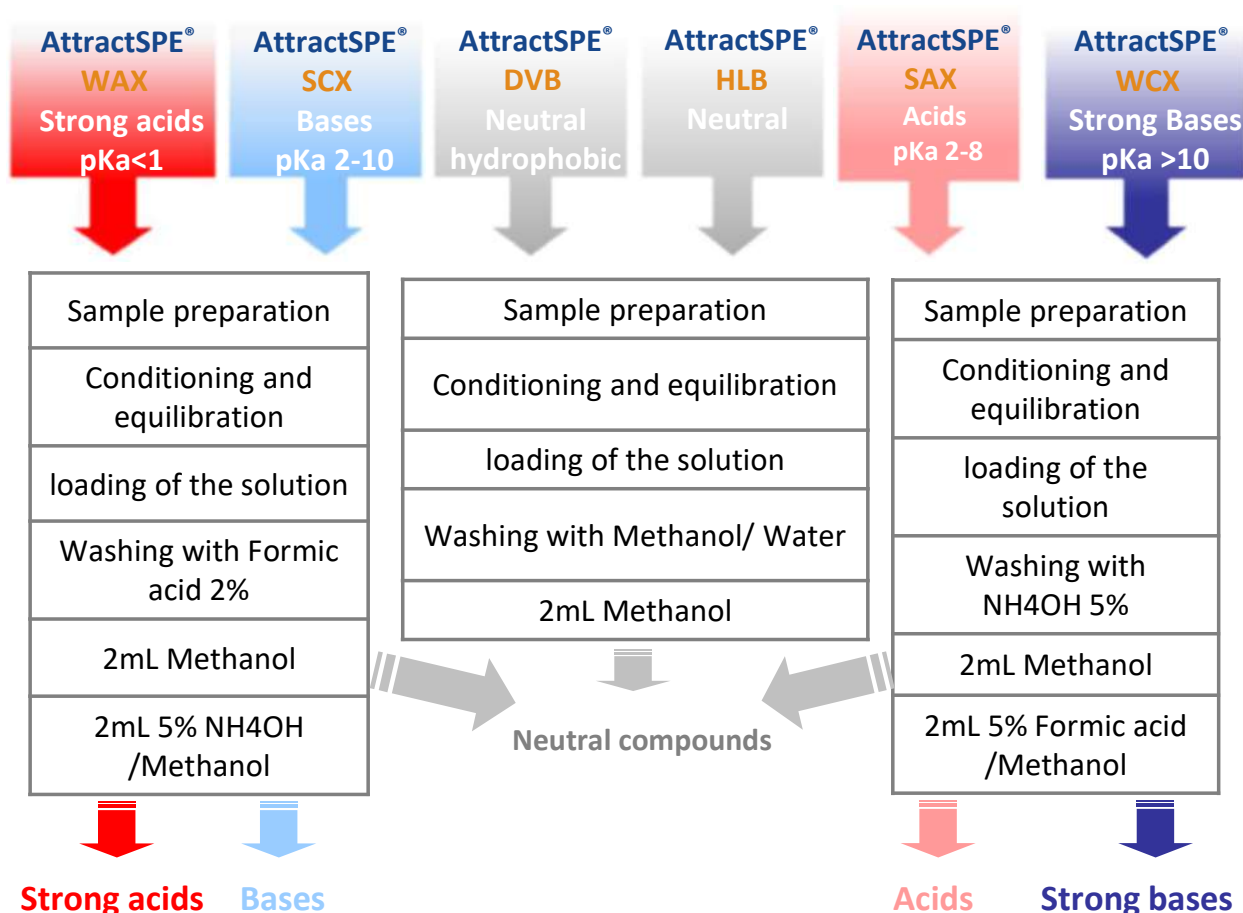 AttractSPE®
WAX
Strong acids
pKa<1
AttractSPE®
SCX
Bases
pKa 2-10
AttractSPE®
DVB
Neutral
hydrophobic
AttractSPE®
HLB
Neutral
AttractSPE®
SAX
Acids
pKa 2-8
AttractSPE®
WCX
Strong Bases
pKa >10
Sample preparation
Conditioning and
equilibration
loading of the solution
Washing with Formic
acid 2%
2mL Methanol
2mL 5% NH4OH
/Methanol
Sample preparation
Conditioning and equilibration
loading of the solution
Washing with Methanol/ Water
2mL Methanol
Sample preparation
Conditioning and
equilibration
loading of the
solution
Washing with
NH4OH 5%
2mL Methanol
2mL 5% Formic acid
/Methanol
Neutral compounds
Strong acids
Bases
Acids
Strong bases